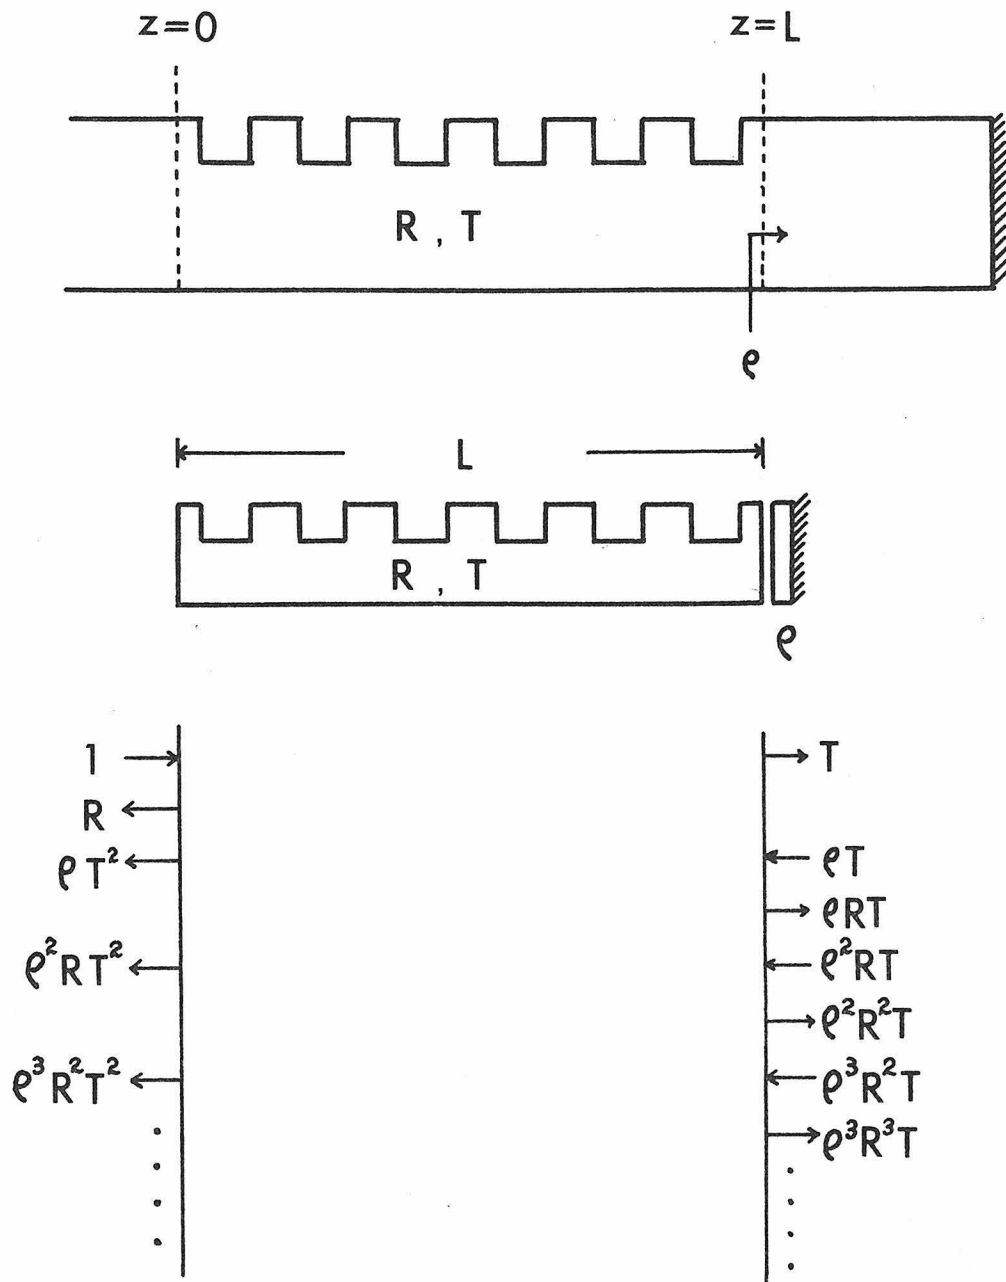 z=0 z=L
R , T
ρ
L
R , T
ρ
1 T
R
ρT² ρT
ρRT
ρ²RT² ρ²RT
ρ²R²T
ρ³R²T² ρ³R²T
ρ³R³T